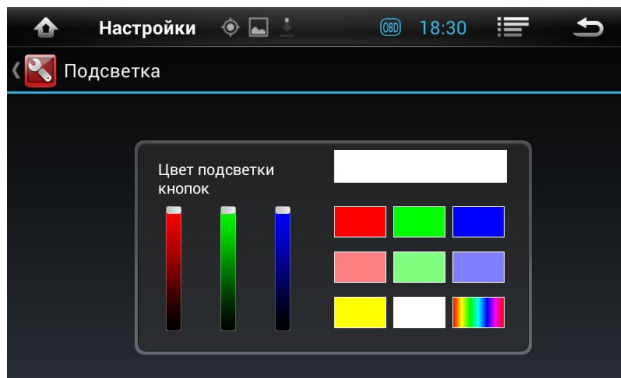 Настройки OBD 18:30
Подсветка
Цвет подсветки
кнопок